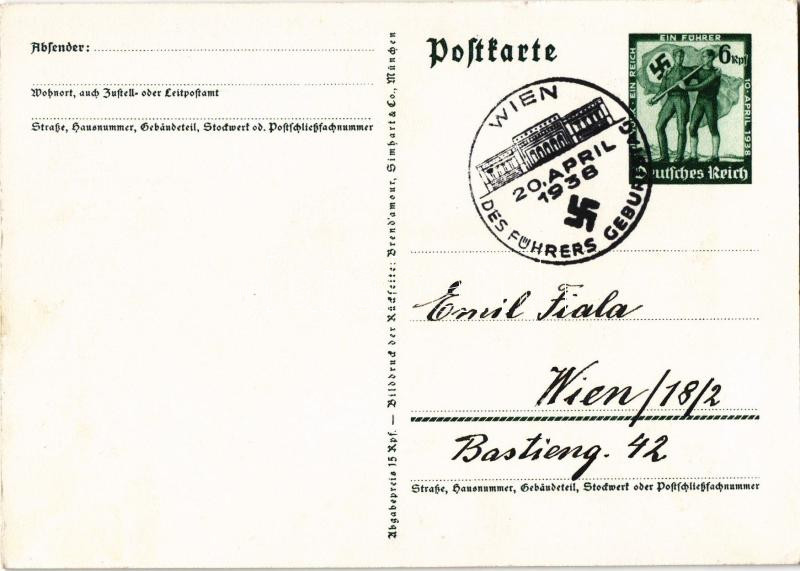 Absender:
Wohnort, auch Zustell- oder Leitpostamt
Straße, Hausnummer, Gebäudeteil, Stockwerk od. Postschließfachnummer
Abgabepreis 15 Rpf. — Bilddruck der Rückseite: Brend'amour, Simhart & Co., München
Postkarte
EIN REICH
EIN FÜHRER
6 Rpf
10. APRIL 1938
Deutsches Reich
WIEN
20. APRIL
1938
DES FÜHRERS GEBURTSTAG
Emil Fiala
Wien/18/2
Bastieng. 42
Straße, Hausnummer, Gebäudeteil, Stockwerk oder Postschließfachnummer